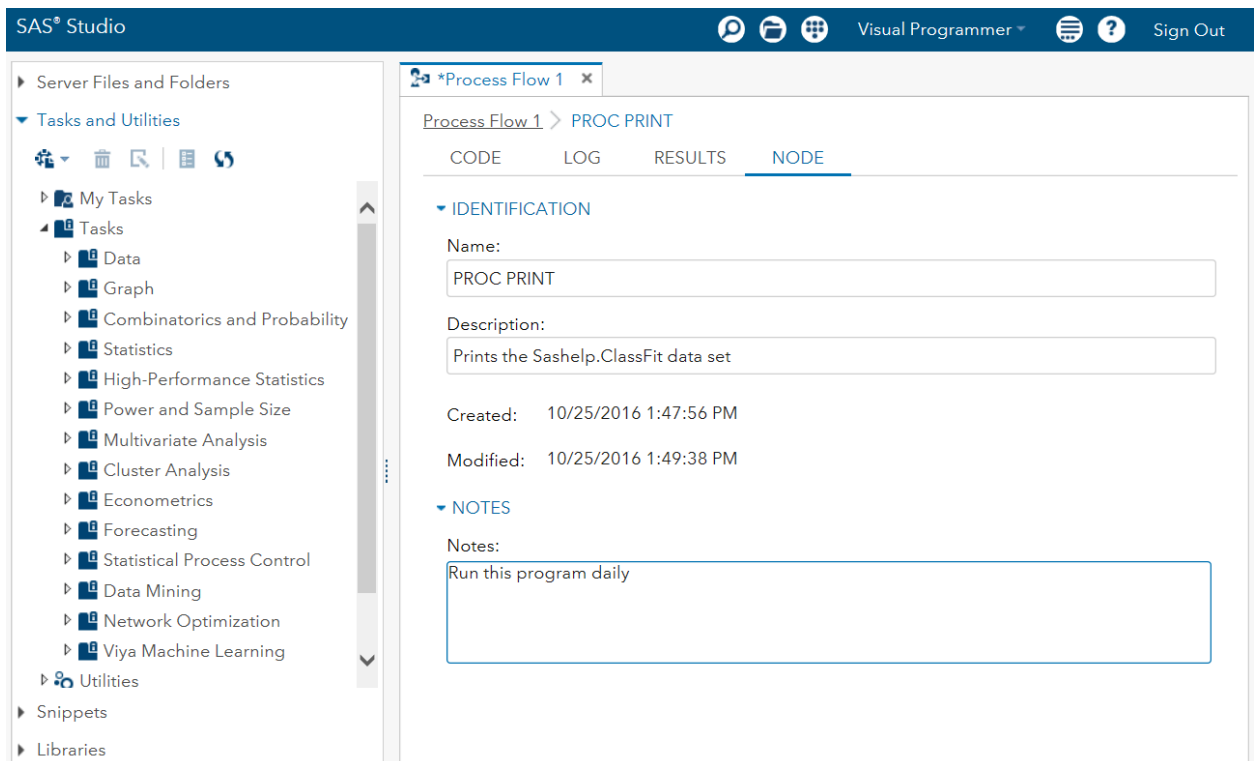 SAS® Studio
Visual Programmer
Sign Out
Server Files and Folders
Tasks and Utilities
My Tasks
Tasks
Data
Graph
Combinatorics and Probability
Statistics
High-Performance Statistics
Power and Sample Size
Multivariate Analysis
Cluster Analysis
Econometrics
Forecasting
Statistical Process Control
Data Mining
Network Optimization
Viya Machine Learning
Utilities
Snippets
Libraries
*Process Flow 1
Process Flow 1 > PROC PRINT
CODE LOG RESULTS NODE
IDENTIFICATION
Name:
PROC PRINT
Description:
Prints the Sashelp.ClassFit data set
Created: 10/25/2016 1:47:56 PM
Modified: 10/25/2016 1:49:38 PM
NOTES
Notes:
Run this program daily